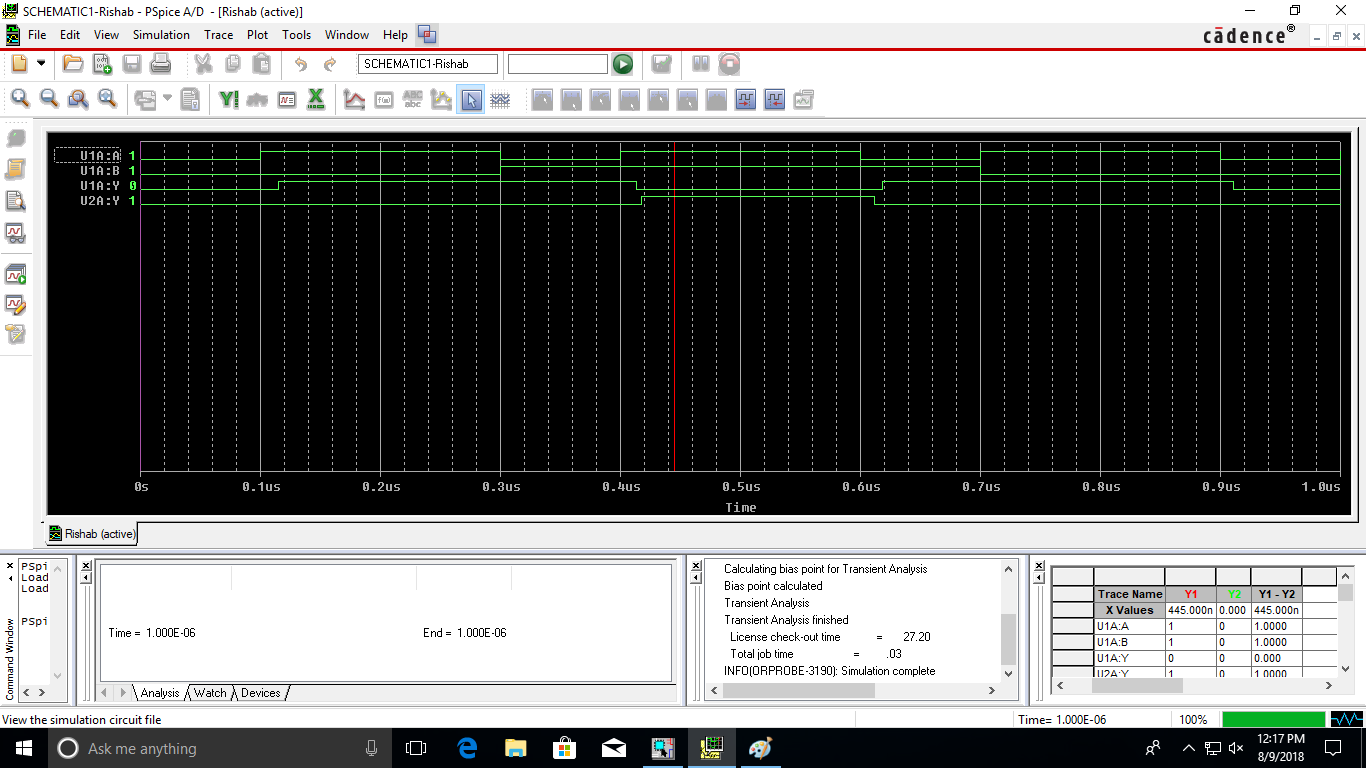 SCHEMATIC1-Rishab - PSpice A/D - [Rishab (active)]
File Edit View Simulation Trace Plot Tools Window Help
cādence®
SCHEMATIC1-Rishab
U1A:A 1
U1A:B 1
U1A:Y 0
U2A:Y 1
0s 0.1us 0.2us 0.3us 0.4us 0.5us 0.6us 0.7us 0.8us 0.9us 1.0us
Time
Rishab (active)
Command Window
PSpi
Load
Load
PSpi
Time = 1.000E-06 End = 1.000E-06
Analysis Watch Devices
Calculating bias point for Transient Analysis
Bias point calculated
Transient Analysis
Transient Analysis finished
License check-out time = 27.20
Total job time = .03
INFO(ORPROBE-3190): Simulation complete
Trace Name Y1 Y2 Y1 - Y2
X Values 445.000n 0.000 445.000n
U1A:A 1 0 1.0000
U1A:B 1 0 1.0000
U1A:Y 0 0 0.000
U2A:Y 1 0 1.0000
View the simulation circuit file
Time= 1.000E-06 100%
Ask me anything
12:17 PM
8/9/2018